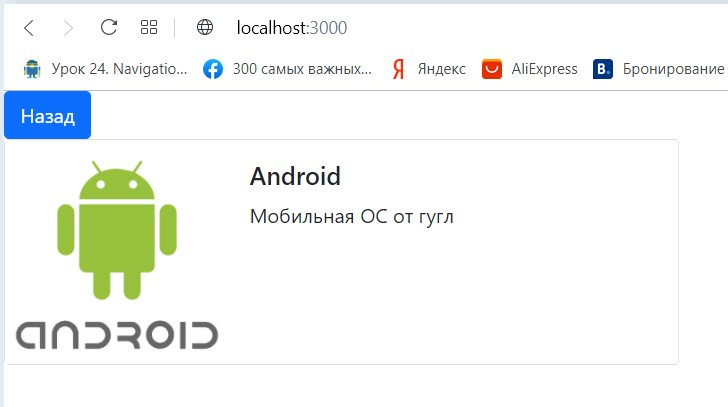 localhost:3000
Урок 24. Navigatio... 300 самых важных... Яндекс AliExpress B. Бронирование
Назад
Android
Мобильная ОС от гугл
ANDROID